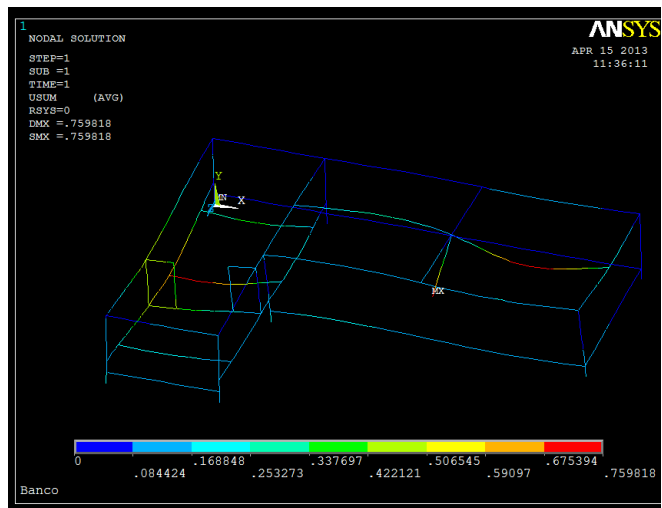 1
ANSYS
NODAL SOLUTION
APR 15 2013
11:36:11
STEP=1
SUB =1
TIME=1
USUM (AVG)
RSYS=0
DMX =.759818
SMX =.759818
Y
X
MX
0 .168848 .337697 .506545 .675394
.084424 .253273 .422121 .59097 .759818
Banco